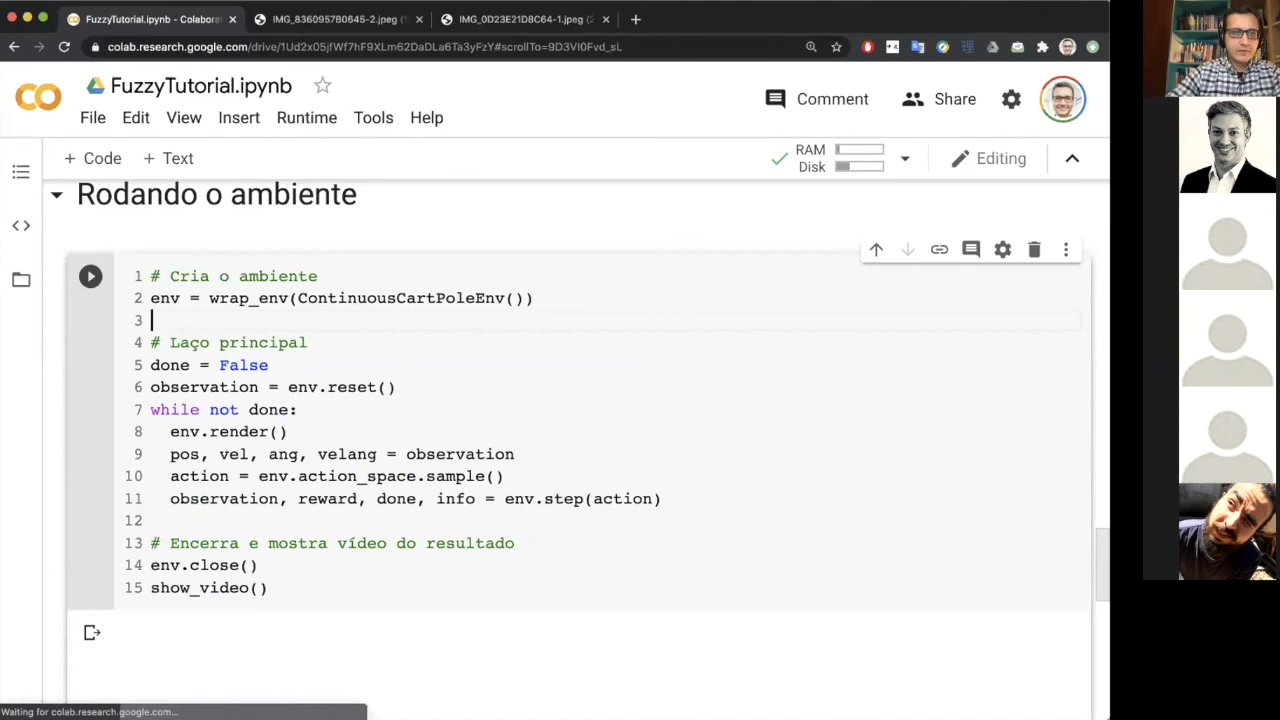 FuzzyTutorial.ipynb - Colabora
IMG_8360957B0645-2.jpeg (1
IMG_0D23E21D8C64-1.jpeg (2
colab.research.google.com/drive/1Ud2x05jfWf7hF9XLm62DaDLa6Ta3yFzY#scrollTo=9D3VI0Fvd_sL
FuzzyTutorial.ipynb
Comment
Share
File Edit View Insert Runtime Tools Help
+ Code + Text
RAM
Disk
Editing
Rodando o ambiente
1 # Cria o ambiente
2 env = wrap_env(ContinuousCartPoleEnv())
3
4 # Laço principal
5 done = False
6 observation = env.reset()
7 while not done:
8 env.render()
9 pos, vel, ang, velang = observation
10 action = env.action_space.sample()
11 observation, reward, done, info = env.step(action)
12
13 # Encerra e mostra vídeo do resultado
14 env.close()
15 show_video()
Waiting for colab.research.google.com...